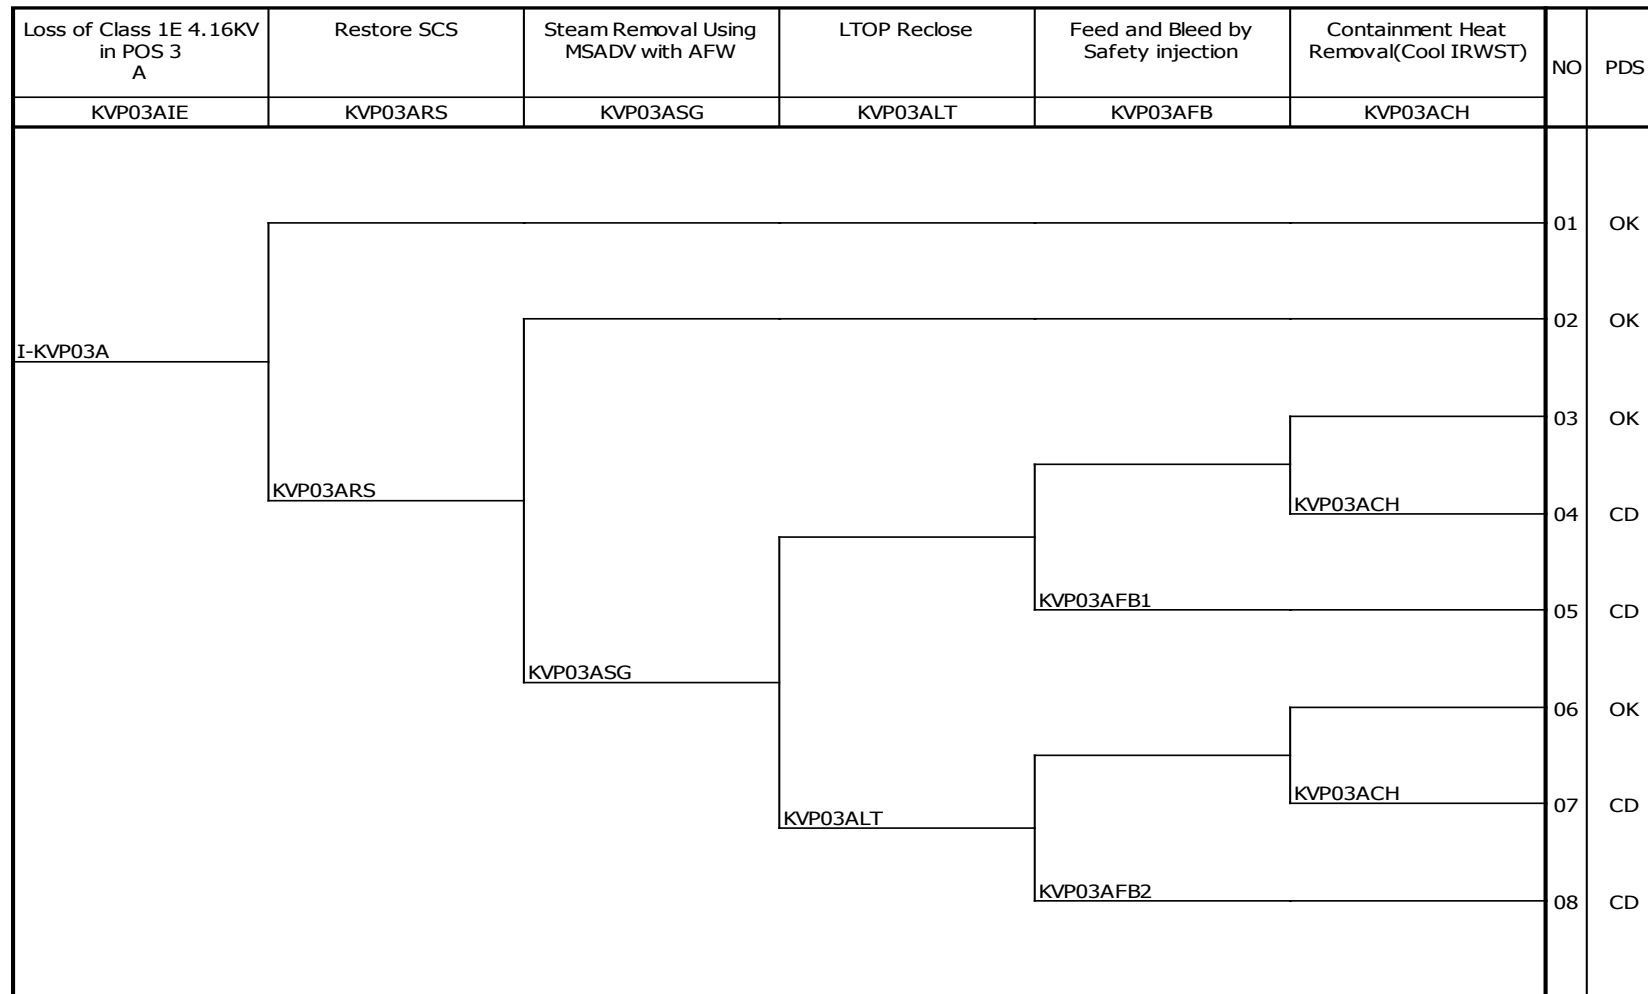 Loss of Class 1E 4.16KV
in POS 3
A
Restore SCS
Steam Removal Using
MSADV with AFW
LTOP Reclose
Feed and Bleed by
Safety injection
Containment Heat
Removal(Cool IRWST)
NO
PDS
KVP03AIE
KVP03ARS
KVP03ASG
KVP03ALT
KVP03AFB
KVP03ACH
01 OK
02 OK
I-KVP03A
03 OK
KVP03ARS
KVP03ACH
04 CD
KVP03AFB1
05 CD
KVP03ASG
06 OK
KVP03ACH
07 CD
KVP03ALT
KVP03AFB2
08 CD